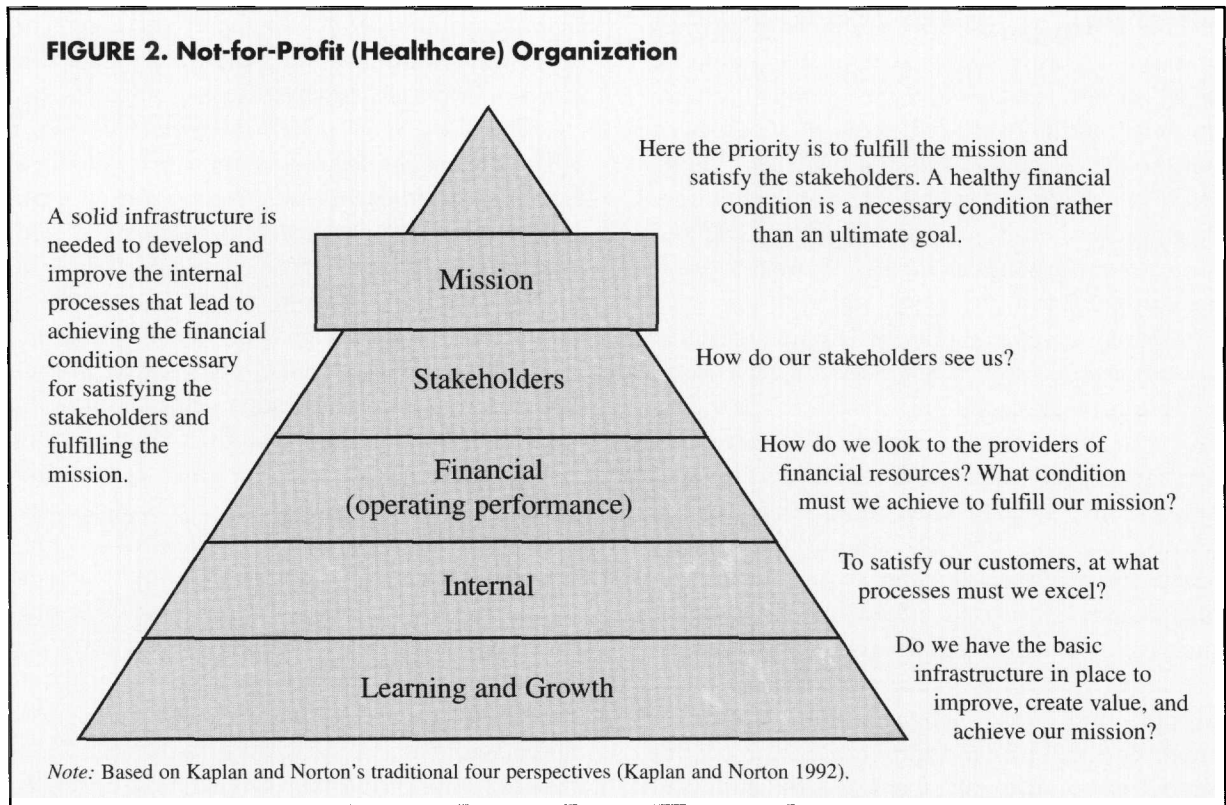 FIGURE 2. Not-for-Profit (Healthcare) Organization
Here the priority is to fulfill the mission and
satisfy the stakeholders. A healthy financial
condition is a necessary condition rather
than an ultimate goal.
A solid infrastructure is
needed to develop and
improve the internal
processes that lead to
achieving the financial
condition necessary
for satisfying the
stakeholders and
fulfilling the
mission.
Mission
Stakeholders
How do our stakeholders see us?
Financial
(operating performance)
How do we look to the providers of
financial resources? What condition
must we achieve to fulfill our mission?
Internal
To satisfy our customers, at what
processes must we excel?
Learning and Growth
Do we have the basic
infrastructure in place to
improve, create value, and
achieve our mission?
Note: Based on Kaplan and Norton's traditional four perspectives (Kaplan and Norton 1992).